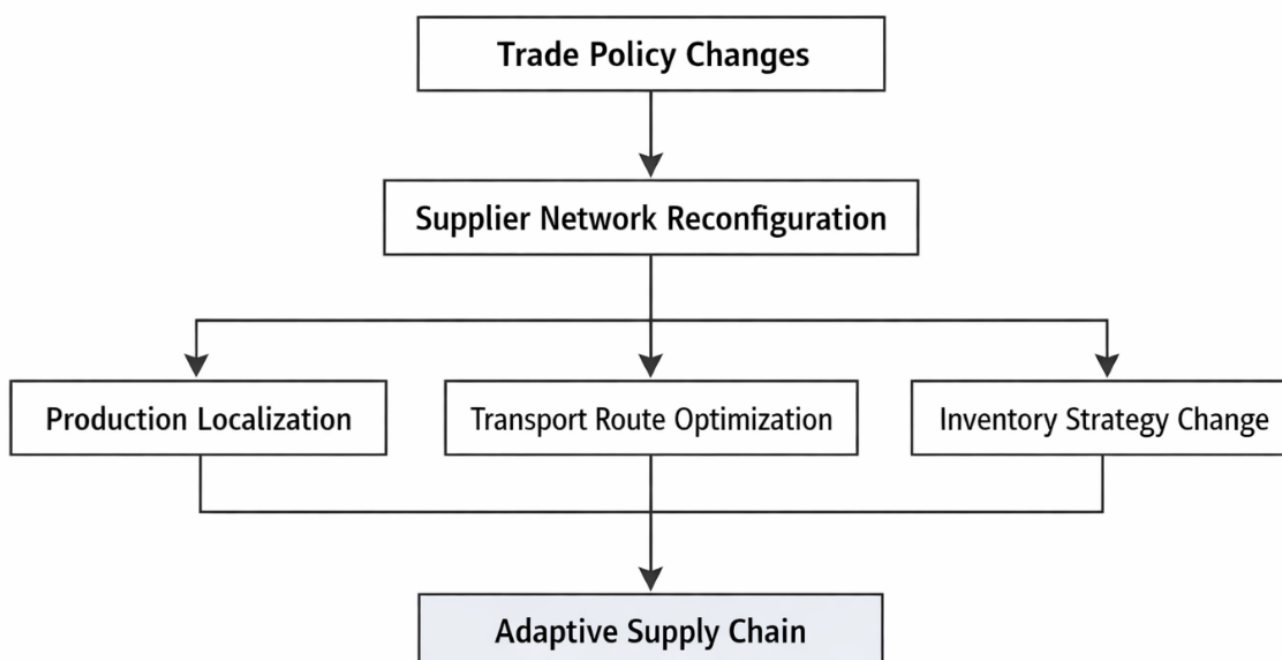 Trade Policy Changes
Supplier Network Reconfiguration
Production Localization
Transport Route Optimization
Inventory Strategy Change
Adaptive Supply Chain